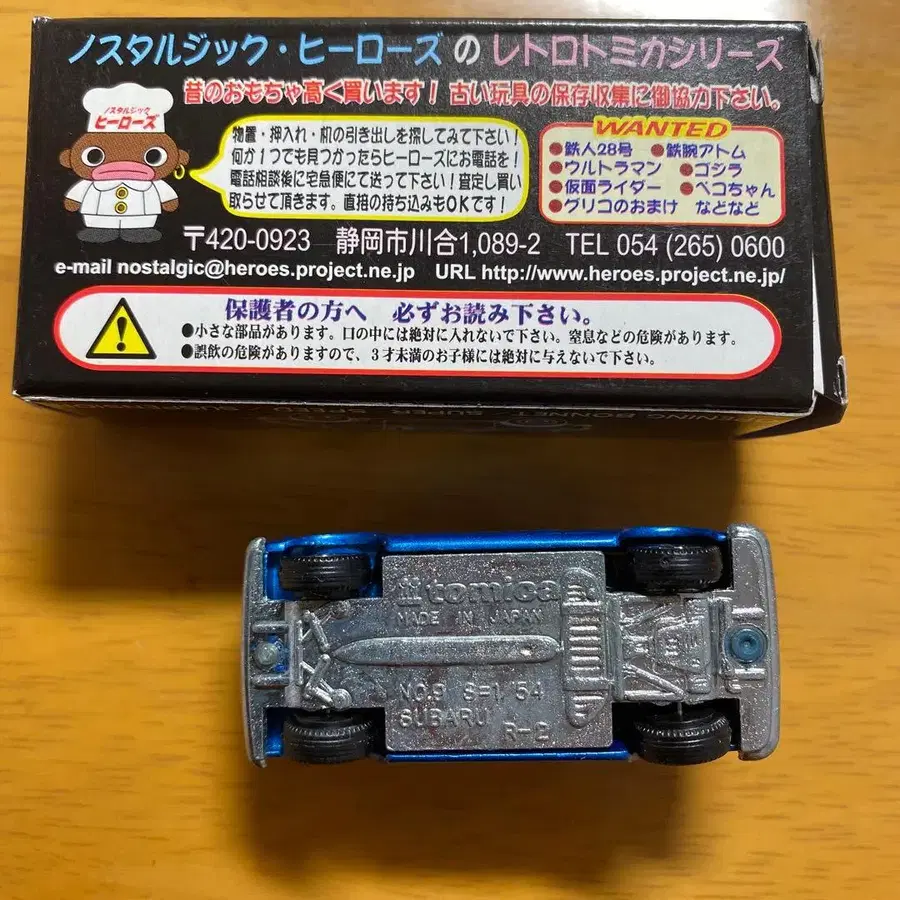 ノスタルジック・ヒーローズ の レトロトミカシリーズ
昔のおもちゃ高く買います! 古い玩具の保存収集に御協力下さい。
ノスタルジック
ヒーローズ
物置・押入れ・机の引き出しを探してみて下さい!
何か1つでも見つかったらヒーローズにお電話を!
電話相談後に宅急便にて送って下さい!査定し買い
取らせて頂きます。直接の持ち込みもOKです!
WANTED
●鉄人28号 ●鉄腕アトム
●ウルトラマン ●ゴジラ
●仮面ライダー ●ペコちゃん
●グリコのおまけ などなど
〒420-0923 静岡市川合1,089-2 TEL 054 (265) 0600
e-mail nostalgic@heroes.project.ne.jp URL http://www.heroes.project.ne.jp/
保護者の方へ 必ずお読み下さい。
●小さな部品があります。口の中には絶対に入れないで下さい。窒息などの危険があります。
●誤飲の危険がありますので、3才未満のお子様には絶対に与えないで下さい。
BONNET SUPER SPEED
tomica
MADE IN JAPAN
NO.9 S=1/54
SUBARU
R-2